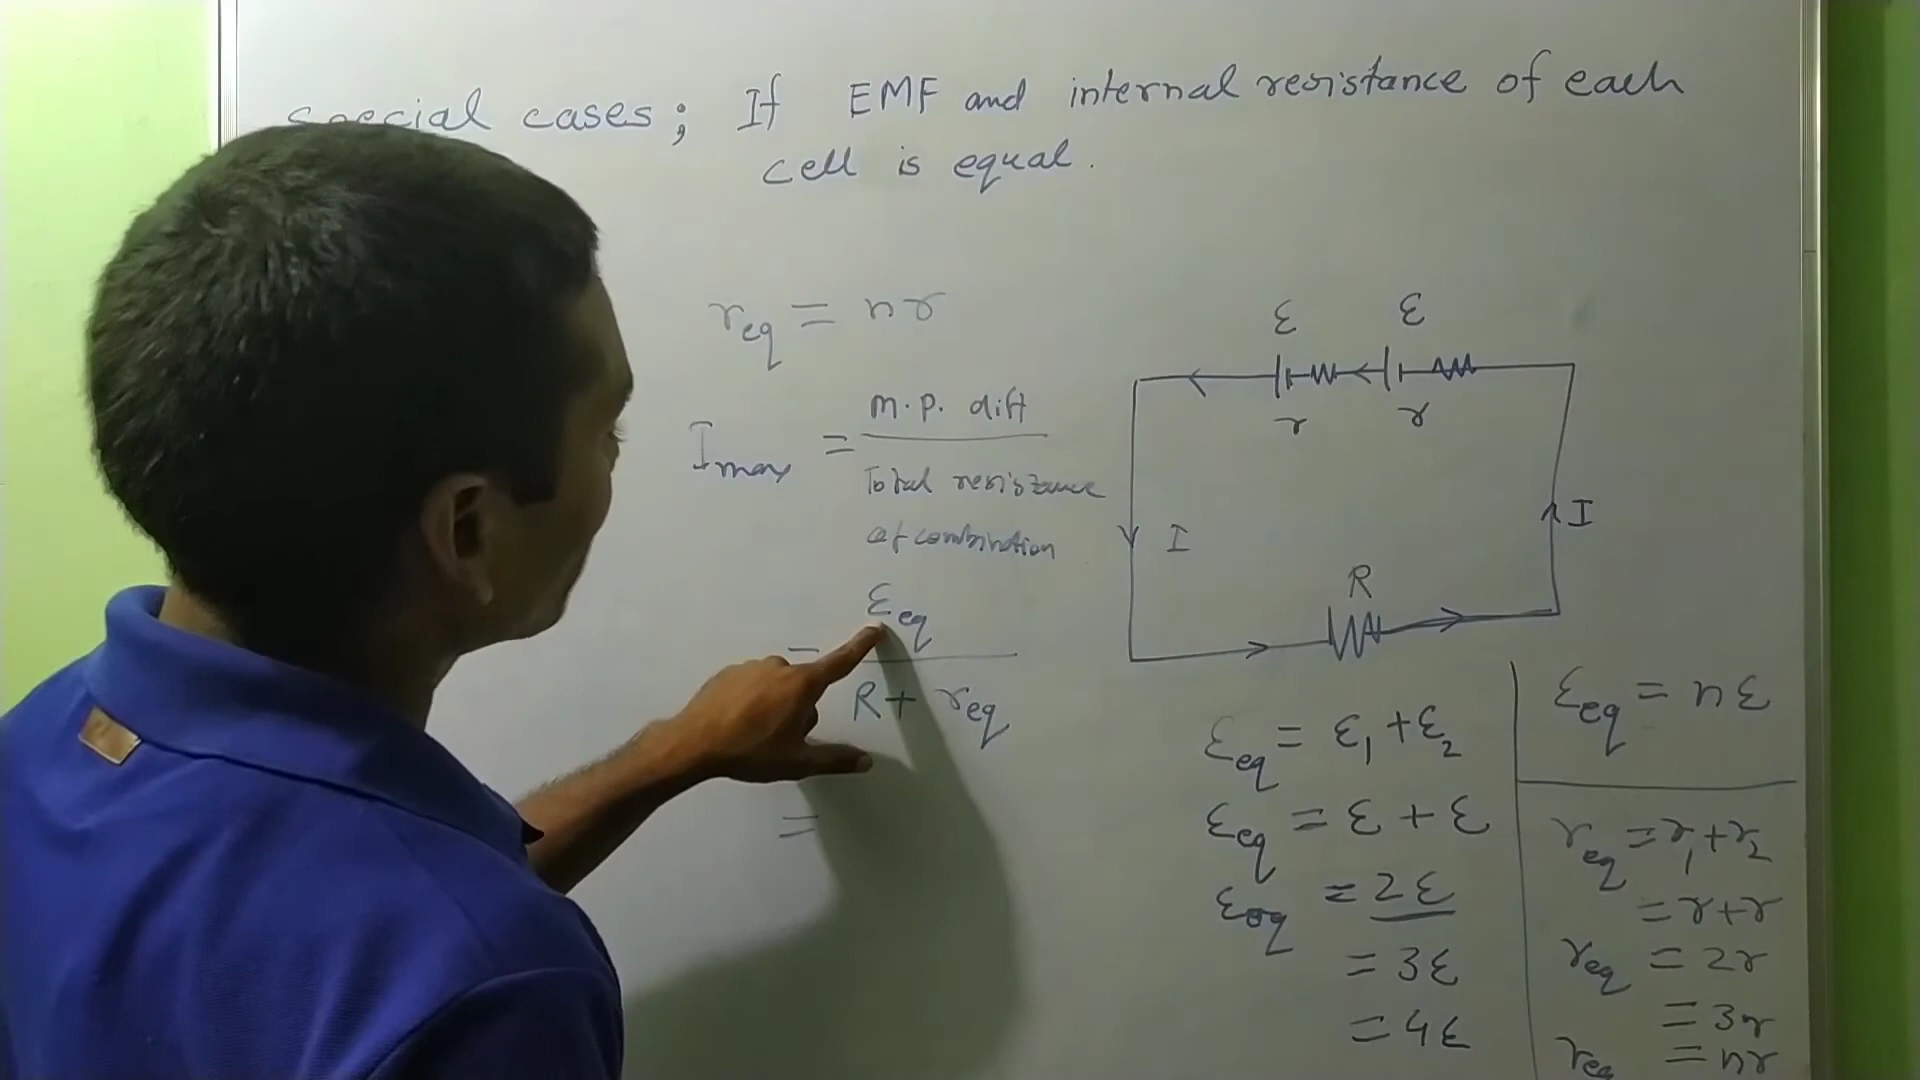 special cases; If EMF and internal resistance of each
cell is equal.
r_eq = nr
I_max = m.p. diff / Total resistance of combination
= ε_eq / R + r_eq
=
ε ε
r r
I I
R
ε_eq = ε₁ + ε₂
ε_eq = ε + ε
ε_eq = 2ε
= 3ε
= 4ε
ε_eq = nε
r_eq = r₁ + r₂
= r + r
r_eq = 2r
= 3r
r_eq = nr